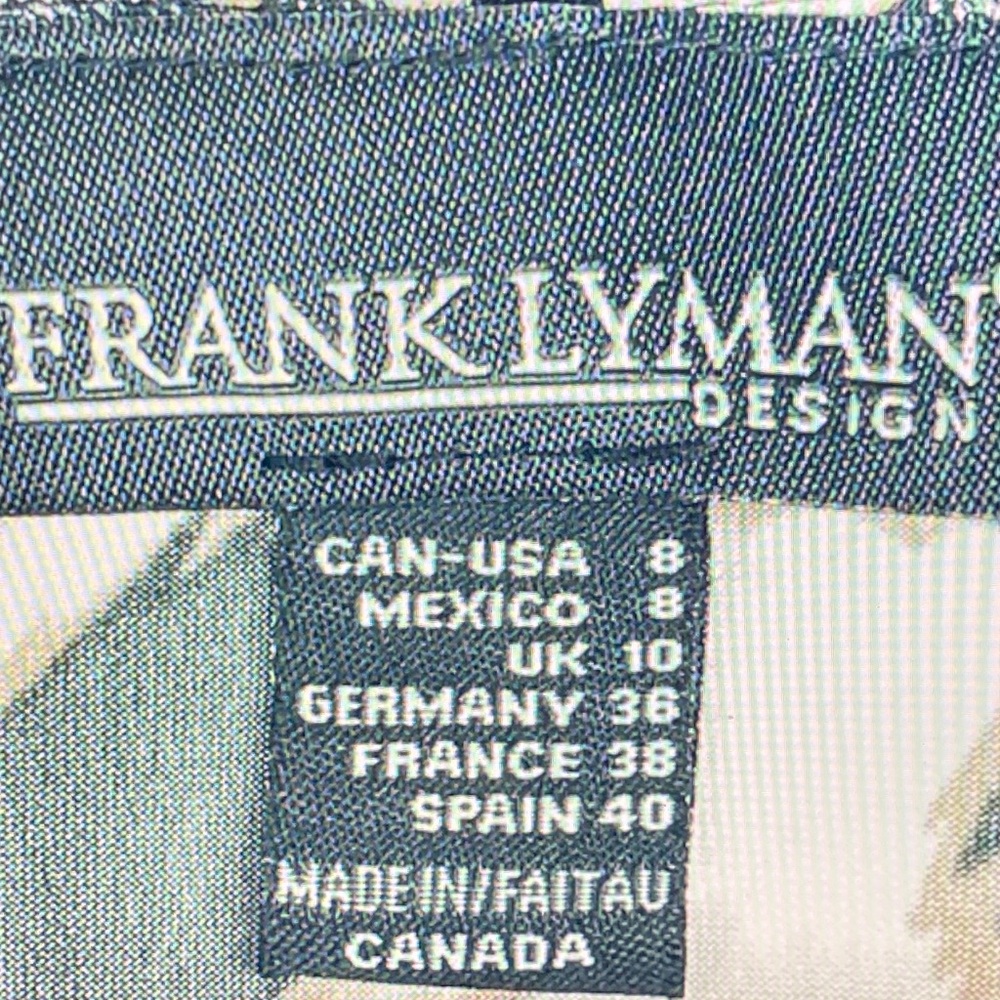 FRANK LYMAN
DESIGN
CAN-USA 8
MEXICO 8
UK 10
GERMANY 36
FRANCE 38
SPAIN 40
MADE IN/FAIT AU
CANADA